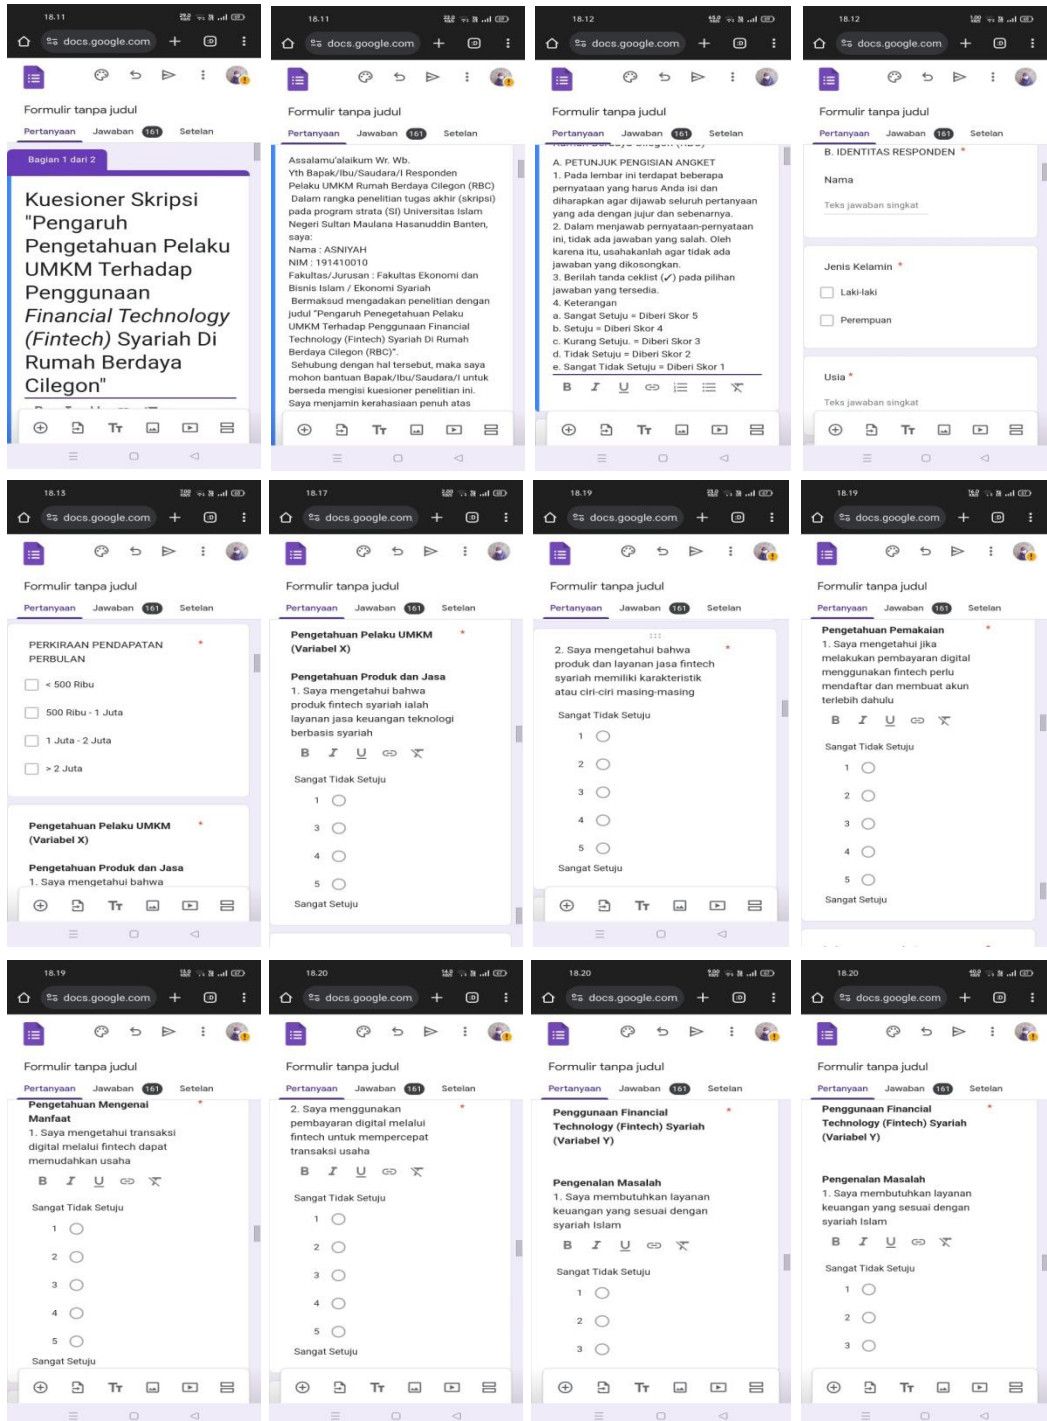 18.11
docs.google.com
Formulir tanpa judul
Pertanyaan Jawaban 161 Setelan
Bagian 1 dari 2
Kuesioner Skripsi
"Pengaruh
Pengetahuan Pelaku
UMKM Terhadap
Penggunaan
Financial Technology
(Fintech) Syariah Di
Rumah Berdaya
Cilegon"
18.11
docs.google.com
Formulir tanpa judul
Pertanyaan Jawaban 161 Setelan
Assalamu'alaikum Wr. Wb.
Yth Bapak/Ibu/Saudara/I Responden
Pelaku UMKM Rumah Berdaya Cilegon (RBC)
Dalam rangka penelitian tugas akhir (skripsi)
pada program strata (SI) Universitas Islam
Negeri Sultan Maulana Hasanuddin Banten,
saya:
Nama : ASNIYAH
NIM : 191410010
Fakultas/Jurusan : Fakultas Ekonomi dan
Bisnis Islam / Ekonomi Syariah
Bermaksud mengadakan penelitian dengan
judul "Pengaruh Penegetahuan Pelaku
UMKM Terhadap Penggunaan Financial
Technology (Fintech) Syariah Di Rumah
Berdaya Cilegon (RBC)".
Sehubung dengan hal tersebut, maka saya
mohon bantuan Bapak/Ibu/Saudara/I untuk
berseda mengisi kuesioner penelitian ini.
Saya menjamin kerahasiaan penuh atas
18.12
docs.google.com
Formulir tanpa judul
Pertanyaan Jawaban 161 Setelan
A. PETUNJUK PENGISIAN ANGKET
1. Pada lembar ini terdapat beberapa
pernyataan yang harus Anda isi dan
diharapkan agar dijawab seluruh pertanyaan
yang ada dengan jujur dan sebenarnya.
2. Dalam menjawab pernyataan-pernyataan
ini, tidak ada jawaban yang salah. Oleh
karena itu, usahakanlah agar tidak ada
jawaban yang dikosongkan.
3. Berilah tanda ceklist (✓) pada pilihan
jawaban yang tersedia.
4. Keterangan
a. Sangat Setuju = Diberi Skor 5
b. Setuju = Diberi Skor 4
c. Kurang Setuju. = Diberi Skor 3
d. Tidak Setuju = Diberi Skor 2
e. Sangat Tidak Setuju = Diberi Skor 1
B I U
18.12
docs.google.com
Formulir tanpa judul
Pertanyaan Jawaban 161 Setelan
B. IDENTITAS RESPONDEN *
Nama
Teks jawaban singkat
Jenis Kelamin *
Laki-laki
Perempuan
Usia *
Teks jawaban singkat
18.13
docs.google.com
Formulir tanpa judul
Pertanyaan Jawaban 161 Setelan
PERKIRAAN PENDAPATAN *
PERBULAN
< 500 Ribu
500 Ribu - 1 Juta
1 Juta - 2 Juta
> 2 Juta
Pengetahuan Pelaku UMKM *
(Variabel X)
Pengetahuan Produk dan Jasa
1. Saya mengetahui bahwa
18.17
docs.google.com
Formulir tanpa judul
Pertanyaan Jawaban 161 Setelan
Pengetahuan Pelaku UMKM *
(Variabel X)
Pengetahuan Produk dan Jasa
1. Saya mengetahui bahwa
produk fintech syariah ialah
layanan jasa keuangan teknologi
berbasis syariah
B I U
Sangat Tidak Setuju
1
3
4
5
Sangat Setuju
18.19
docs.google.com
Formulir tanpa judul
Pertanyaan Jawaban 161 Setelan
2. Saya mengetahui bahwa *
produk dan layanan jasa fintech
syariah memiliki karakteristik
atau ciri-ciri masing-masing
Sangat Tidak Setuju
1
2
3
4
5
Sangat Setuju
18.19
docs.google.com
Formulir tanpa judul
Pertanyaan Jawaban 161 Setelan
Pengetahuan Pemakaian *
1. Saya mengetahui jika
melakukan pembayaran digital
menggunakan fintech perlu
mendaftar dan membuat akun
terlebih dahulu
B I U
Sangat Tidak Setuju
1
2
3
4
5
Sangat Setuju
18.19
docs.google.com
Formulir tanpa judul
Pertanyaan Jawaban 161 Setelan
Pengetahuan Mengenai *
Manfaat
1. Saya mengetahui transaksi
digital melalui fintech dapat
memudahkan usaha
B I U
Sangat Tidak Setuju
1
2
3
4
5
Sangat Setuju
18.20
docs.google.com
Formulir tanpa judul
Pertanyaan Jawaban 161 Setelan
2. Saya menggunakan *
pembayaran digital melalui
fintech untuk mempercepat
transaksi usaha
B I U
Sangat Tidak Setuju
1
2
3
4
5
Sangat Setuju
18.20
docs.google.com
Formulir tanpa judul
Pertanyaan Jawaban 161 Setelan
Penggunaan Financial *
Technology (Fintech) Syariah
(Variabel Y)
Pengenalan Masalah
1. Saya membutuhkan layanan
keuangan yang sesuai dengan
syariah Islam
B I U
Sangat Tidak Setuju
1
2
3
18.20
docs.google.com
Formulir tanpa judul
Pertanyaan Jawaban 161 Setelan
Penggunaan Financial *
Technology (Fintech) Syariah
(Variabel Y)
Pengenalan Masalah
1. Saya membutuhkan layanan
keuangan yang sesuai dengan
syariah Islam
B I U
Sangat Tidak Setuju
1
2
3